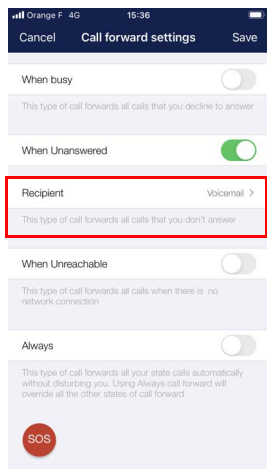 Orange F 4G 15:36
Cancel Call forward settings Save
When busy
This type of call forwards all calls that you decline to answer
When Unanswered
Recipient Voicemail >
This type of call forwards all calls that you don't answer
When Unreachable
This type of call forwards all calls when there is no
network connection
Always
This type of call forwards all your state calls automatically
without disturbing you. Using Always call forward will
override all the other states of call forward
SOS